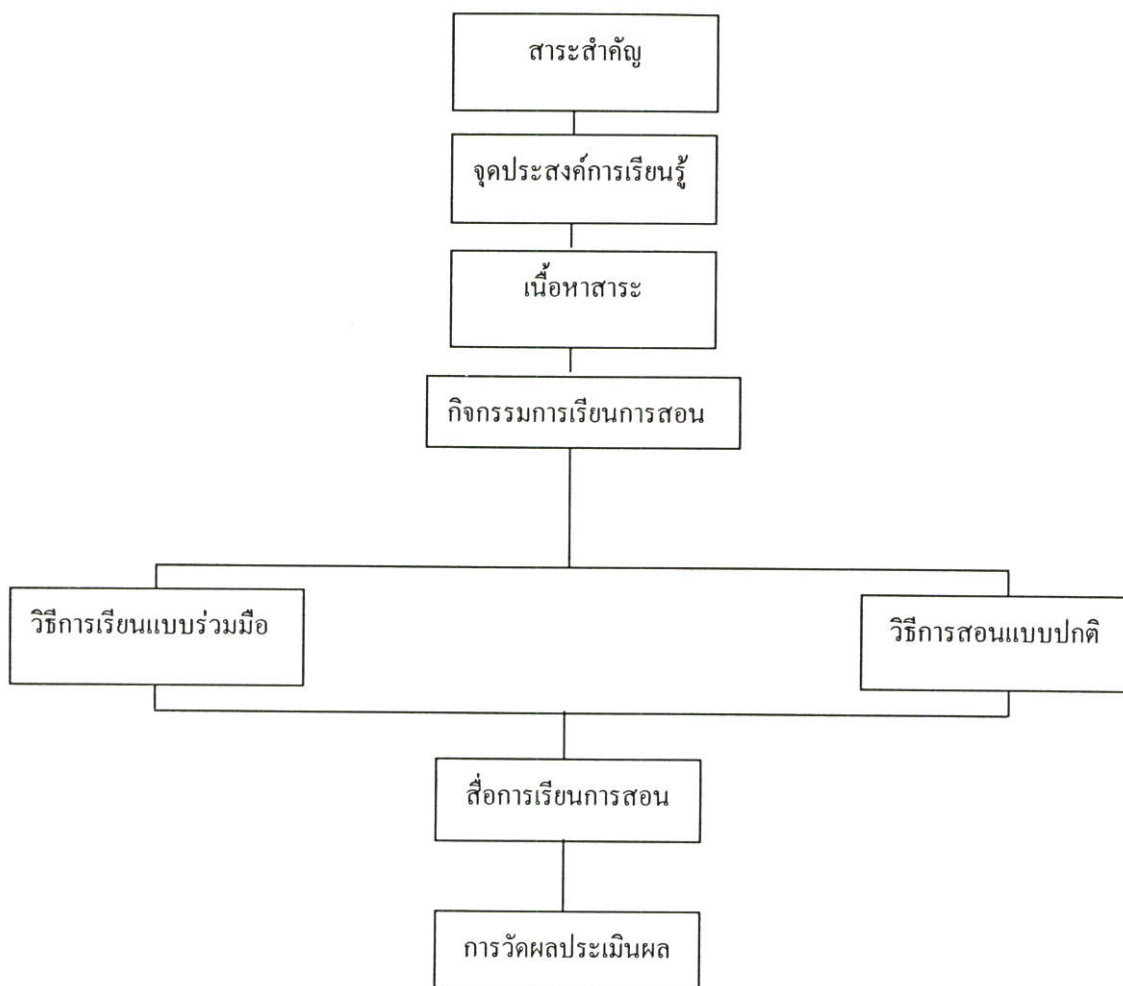 สาระสำคัญ
จุดประสงค์การเรียนรู้
เนื้อหาสาระ
กิจกรรมการเรียนการสอน
วิธีการเรียนแบบร่วมมือ
วิธีการสอนแบบปกติ
สื่อการเรียนการสอน
การวัดผลประเมินผล